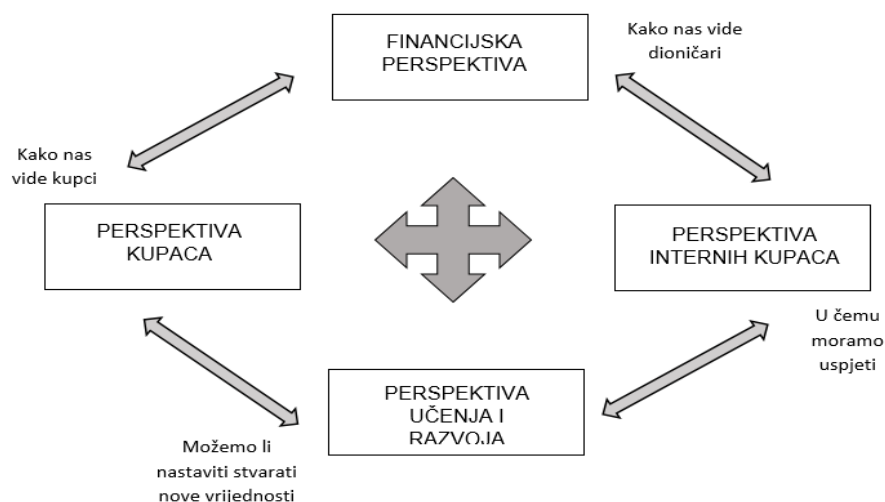 FINANCIJSKA
PERSPEKTIVA
Kako nas vide
dioničari
Kako nas
vide kupci
PERSPEKTIVA
KUPACA
PERSPEKTIVA
INTERNIH KUPACA
U čemu
moramo
uspjeti
PERSPEKTIVA
UČENJA I
RAZVOJA
Možemo li
nastaviti stvarati
nove vrijednosti